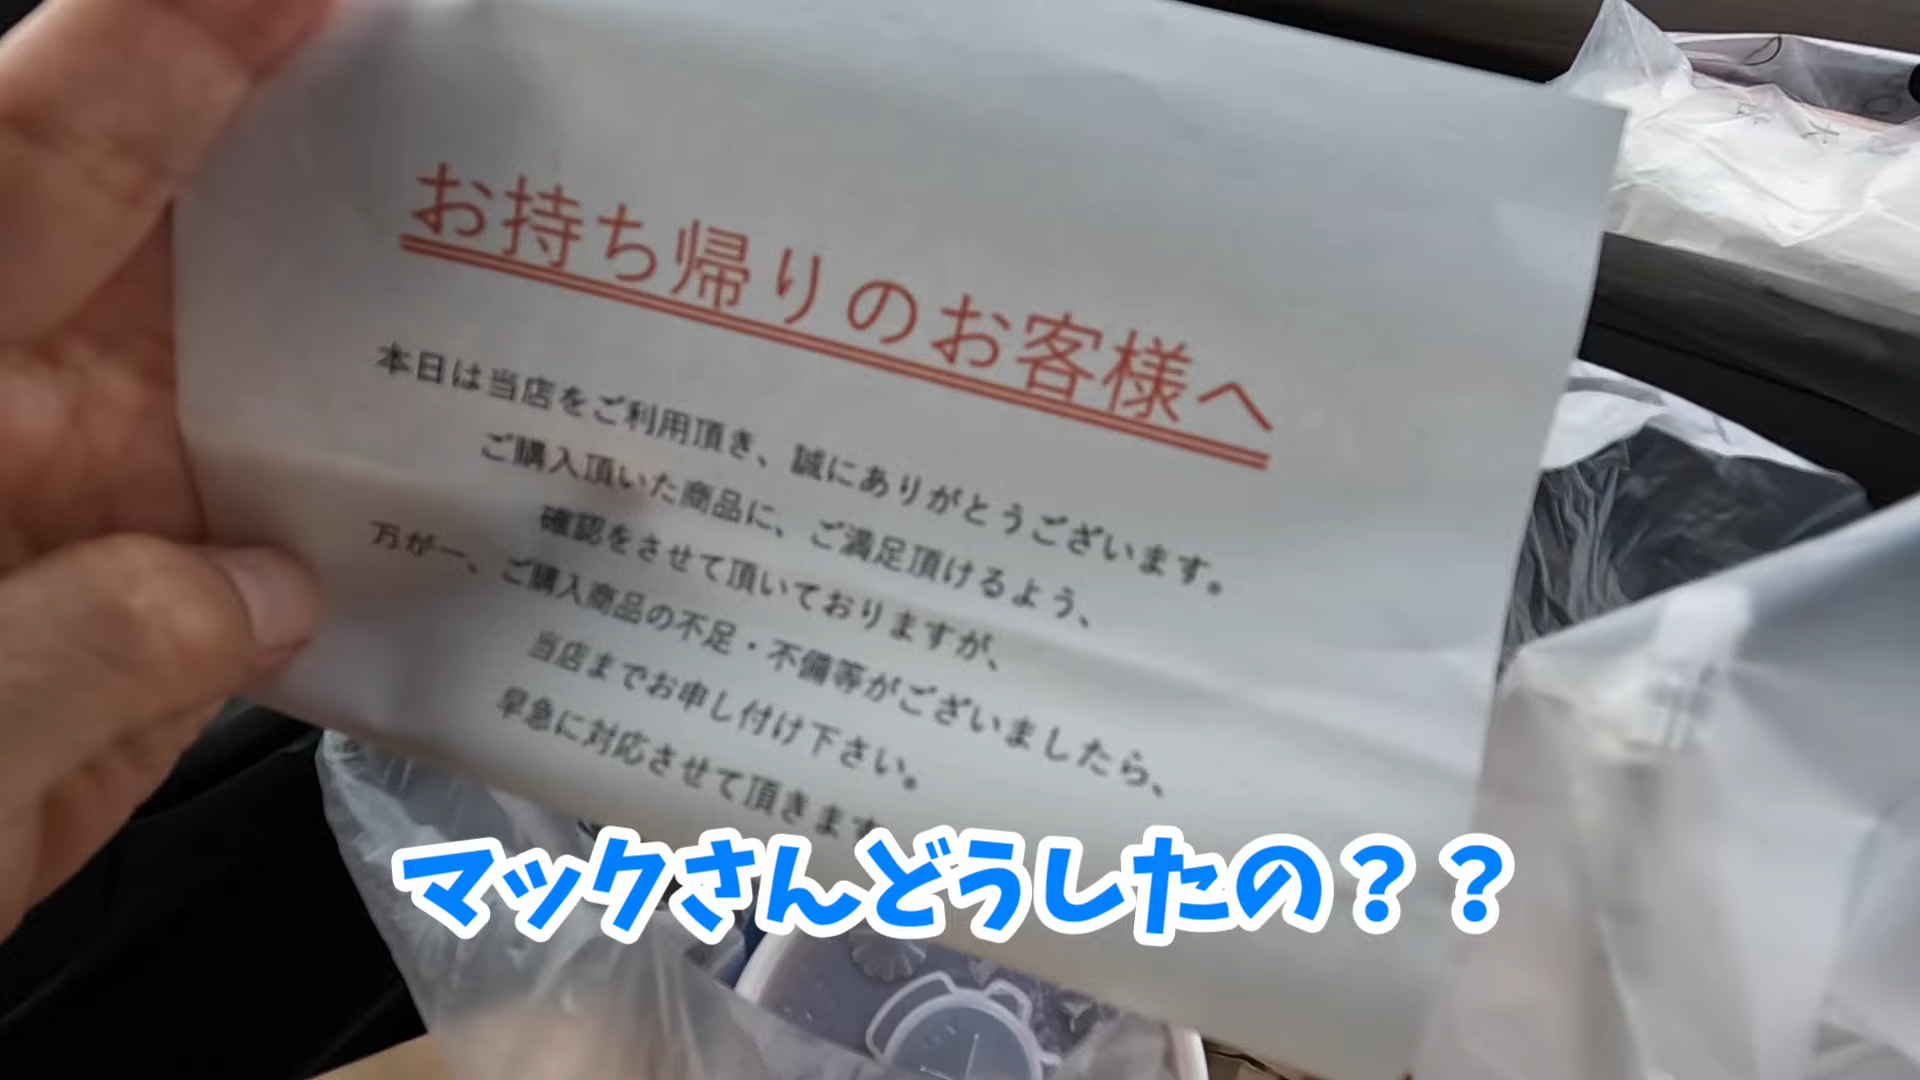 お持ち帰りのお客様へ
本日は当店をご利用頂き、誠にありがとうございます。
ご購入頂いた商品に、ご満足頂けるよう、
確認をさせて頂いておりますが、
万が一、ご購入商品の不足・不備等がございましたら、
当店までお申し付け下さい。
早急に対応させて頂きます
マックさんどうしたの？？